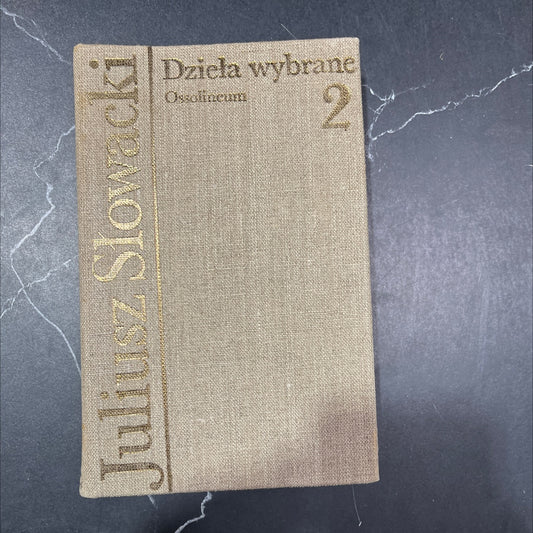 Juliusz Słowacki
Dzieła wybrane
Ossolineum
2